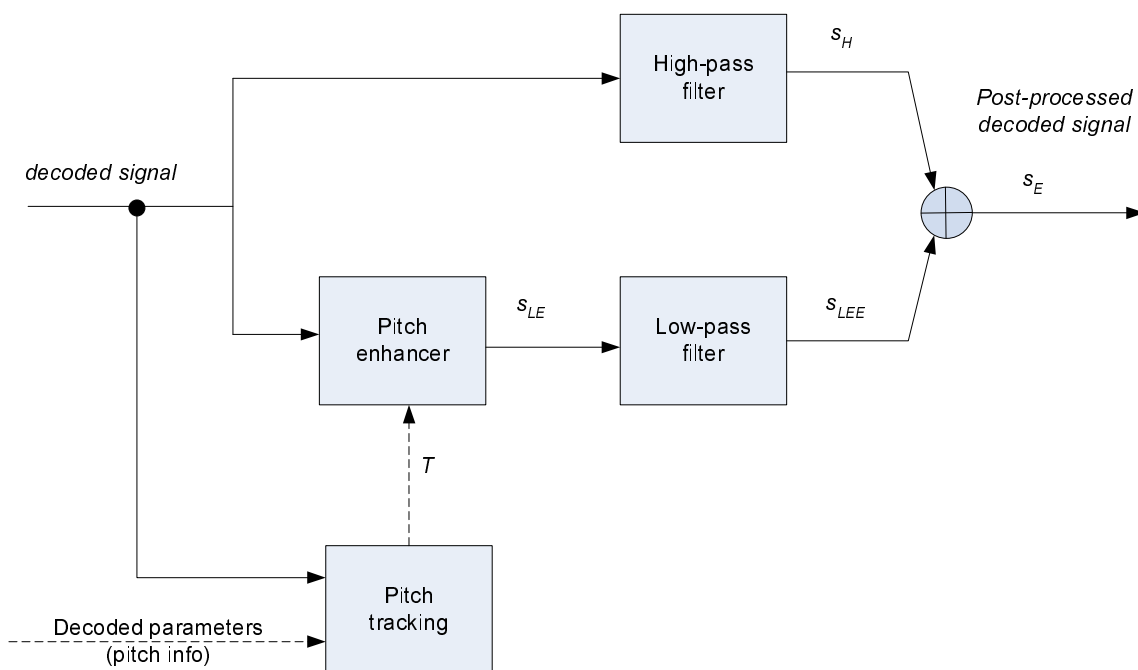 s_H
High-pass
filter
Post-processed
decoded signal
decoded signal
s_E
Pitch
enhancer
s_LE
Low-pass
filter
s_LEE
T
Pitch
tracking
Decoded parameters
(pitch info)